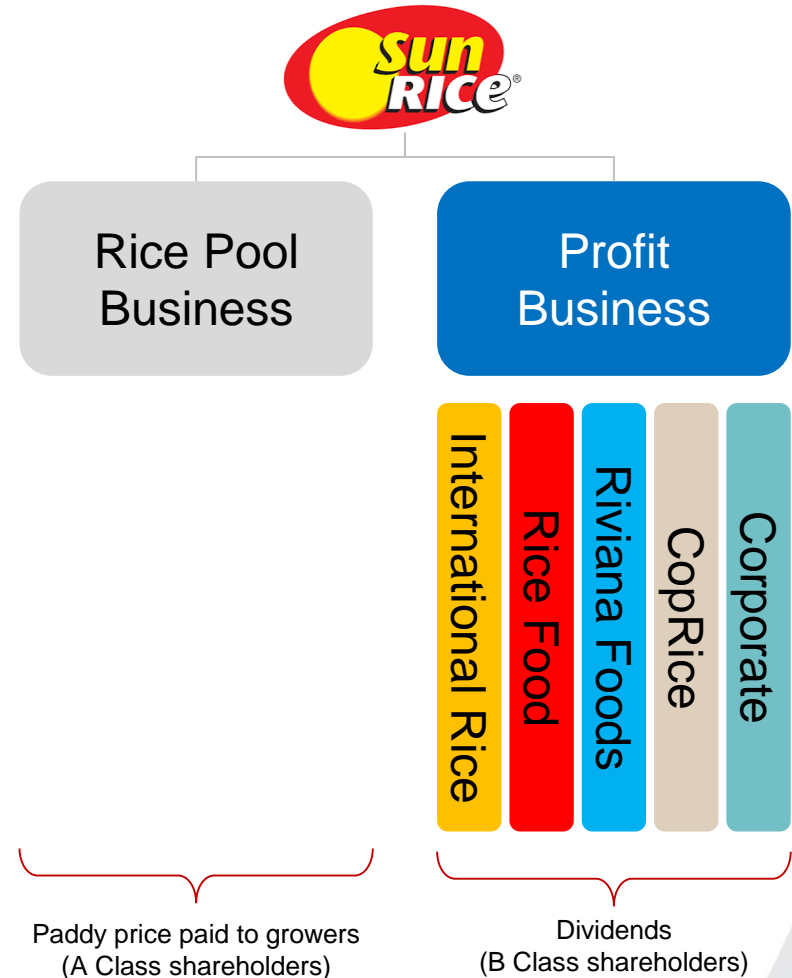 Sun
RICE®
Rice Pool
Business
Profit
Business
International Rice
Rice Food
Riviana Foods
CopRice
Corporate
Paddy price paid to growers
(A Class shareholders)
Dividends
(B Class shareholders)